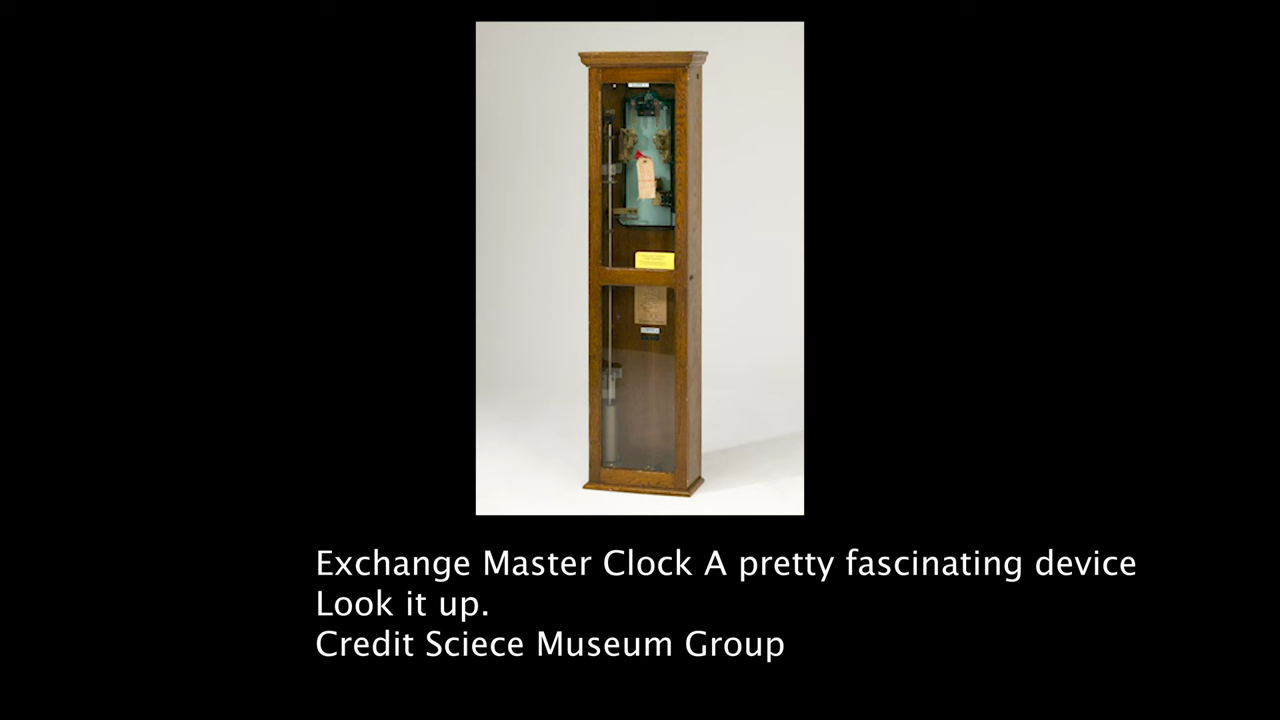 Exchange Master Clock A pretty fascinating device
Look it up.
Credit Sciece Museum Group